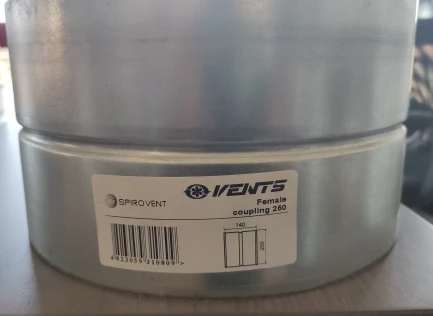 VENTS
SPIROVENT
Female
coupling 250
140
250